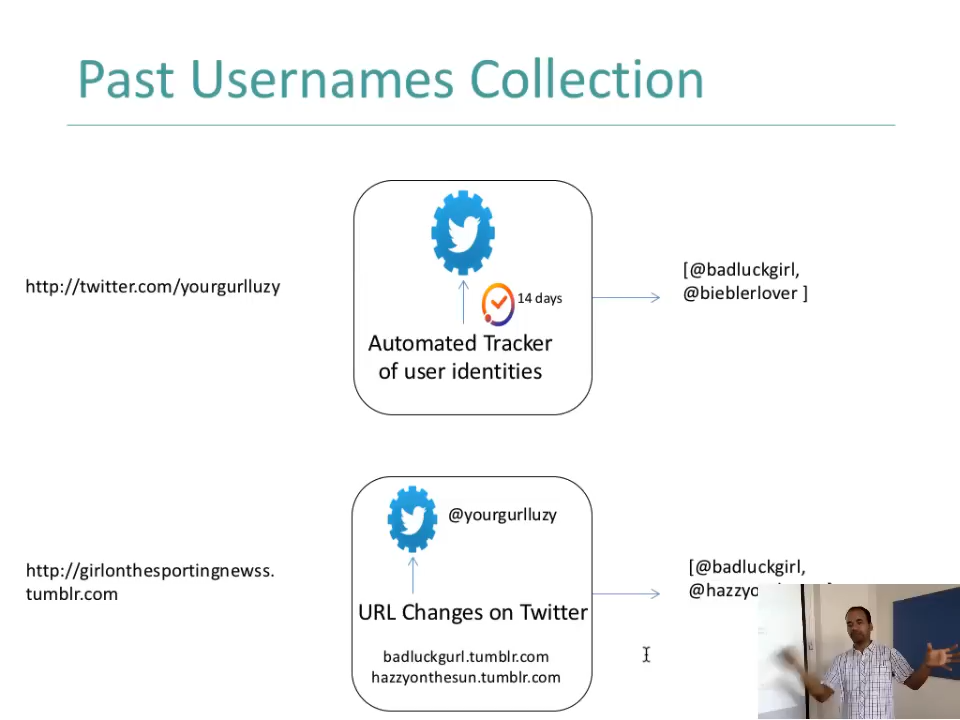 Past Usernames Collection
http://twitter.com/yourgurlluzy
14 days
Automated Tracker
of user identities
[@badluckgirl,
@bieblerlover ]
http://girlonthesportingnewss.
tumblr.com
@yourgurlluzy
URL Changes on Twitter
badluckgurl.tumblr.com
hazzyonthesun.tumblr.com
[@badluckgirl,